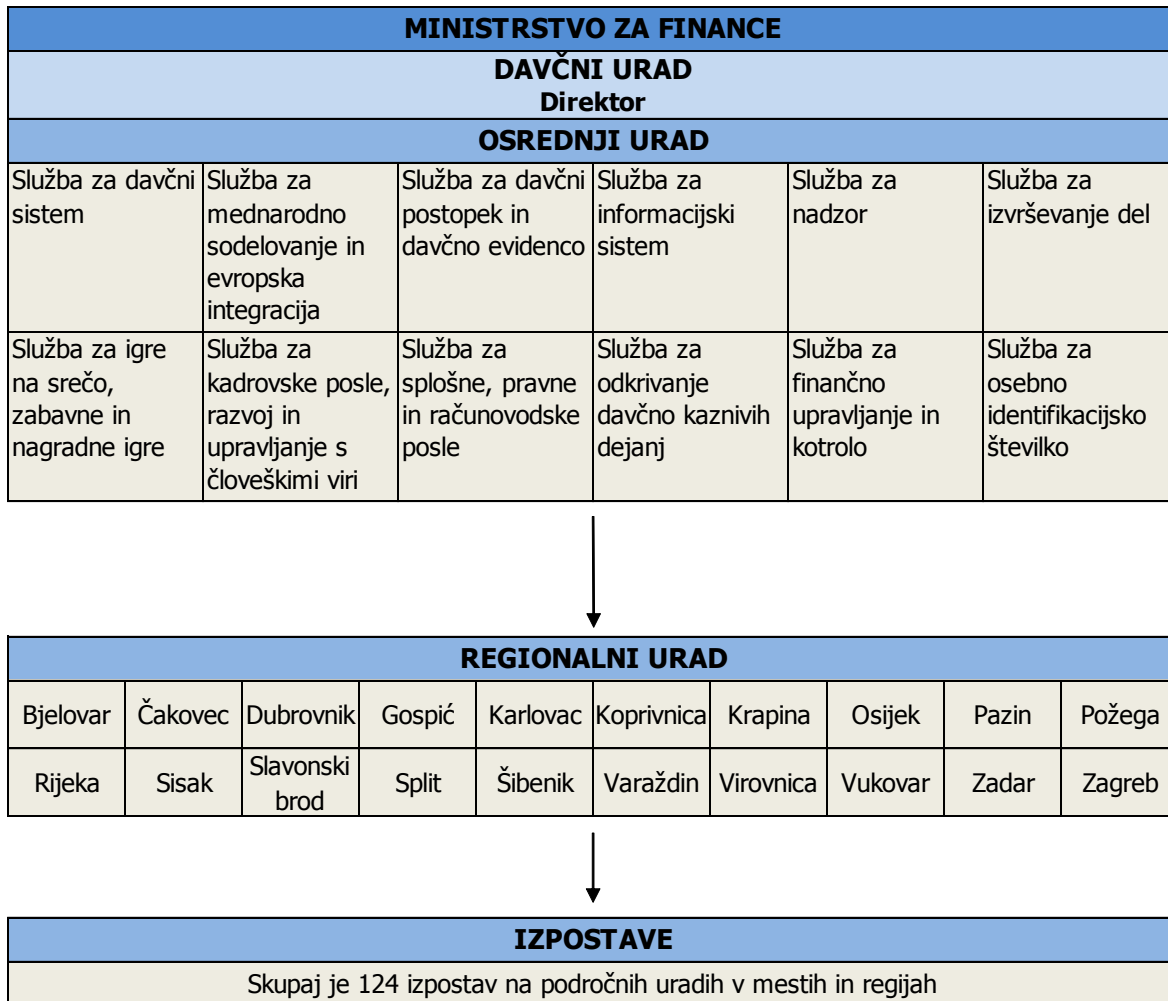 MINISTRSTVO ZA FINANCE
DAVČNI URAD
Direktor
OSREDNJI URAD
Služba za davčni
sistem
Služba za
mednarodno
sodelovanje in
evropska
integracija
Služba za davčni
postopek in
davčno evidenco
Služba za
informacijski
sistem
Služba za
nadzor
Služba za
izvrševanje del
Služba za igre
na srečo,
zabavne in
nagradne igre
Služba za
kadrovske posle,
razvoj in
upravljanje s
človeškimi viri
Služba za
splošne, pravne
in računovodske
posle
Služba za
odkrivanje
davčno kaznivih
dejanj
Služba za
finančno
upravljanje in
kotrolo
Služba za
osebno
identifikacijsko
številko
REGIONALNI URAD
Bjelovar
Čakovec
Dubrovnik
Gospić
Karlovac
Koprivnica
Krapina
Osijek
Pazin
Požega
Rijeka
Sisak
Slavonski
brod
Split
Šibenik
Varaždin
Virovnica
Vukovar
Zadar
Zagreb
IZPOSTAVE
Skupaj je 124 izpostav na področnih uradih v mestih in regijah